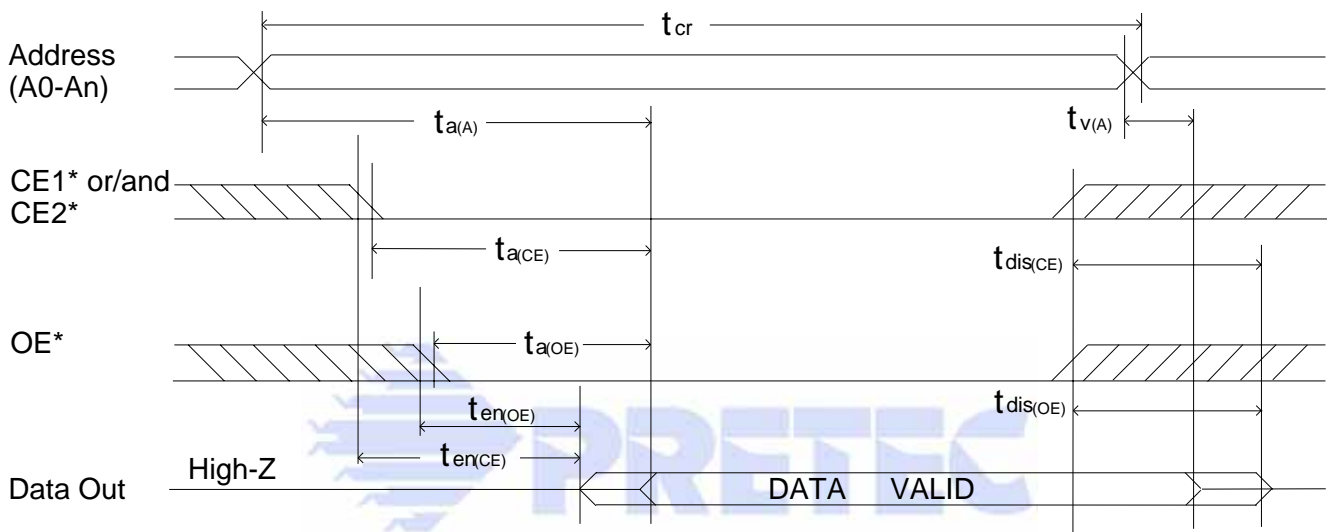 tcr
Address
(A0-An)
ta(A)
tv(A)
CE1* or/and
CE2*
ta(CE)
tdis(CE)
OE*
ta(OE)
ten(OE)
tdis(OE)
ten(CE)
High-Z
Data Out
DATA VALID
PRETEC